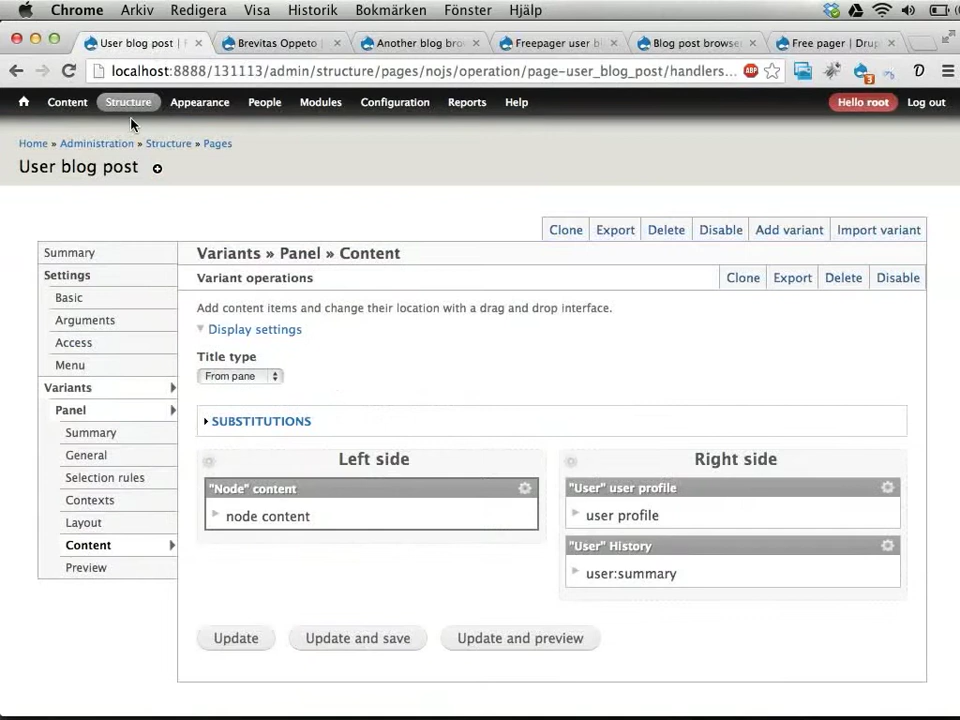 Chrome Arkiv Redigera Visa Historik Bokmärken Fönster Hjälp
User blog post | Brevitas Oppeto | Another blog bro Freepager user b Blog post browse Free pager | Dru
localhost:8888/131113/admin/structure/pages/nojs/operation/page-user_blog_post/handlers... ABP 3 D
Content Structure Appearance People Modules Configuration Reports Help Hello root Log out
Home » Administration » Structure » Pages
User blog post
Clone Export Delete Disable Add variant Import variant
Summary
Settings
Basic
Arguments
Access
Menu
Variants
Panel
Summary
General
Selection rules
Contexts
Layout
Content
Preview
Variants » Panel » Content
Variant operations Clone Export Delete Disable
Add content items and change their location with a drag and drop interface.
Display settings
Title type
From pane
SUBSTITUTIONS
Left side
"Node" content
node content
Right side
"User" user profile
user profile
"User" History
user:summary
Update Update and save Update and preview